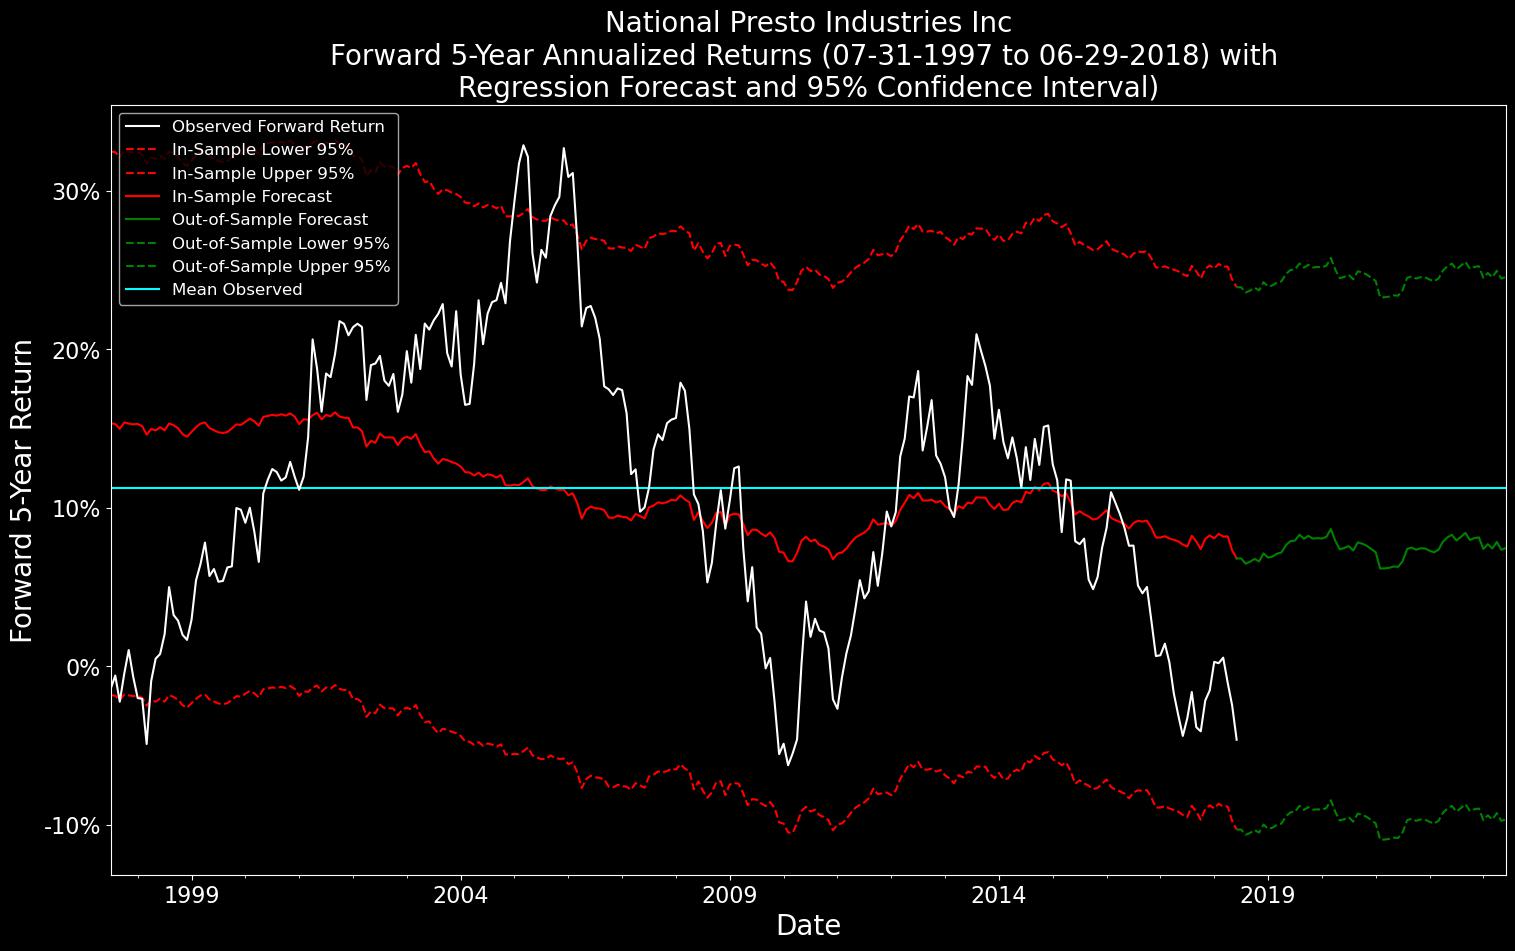 National Presto Industries Inc
Forward 5-Year Annualized Returns (07-31-1997 to 06-29-2018) with
Regression Forecast and 95% Confidence Interval)
Observed Forward Return
In-Sample Lower 95%
In-Sample Upper 95%
In-Sample Forecast
Out-of-Sample Forecast
Out-of-Sample Lower 95%
Out-of-Sample Upper 95%
Mean Observed
Forward 5-Year Return
30%
20%
10%
0%
-10%
1999
2004
2009
2014
2019
Date